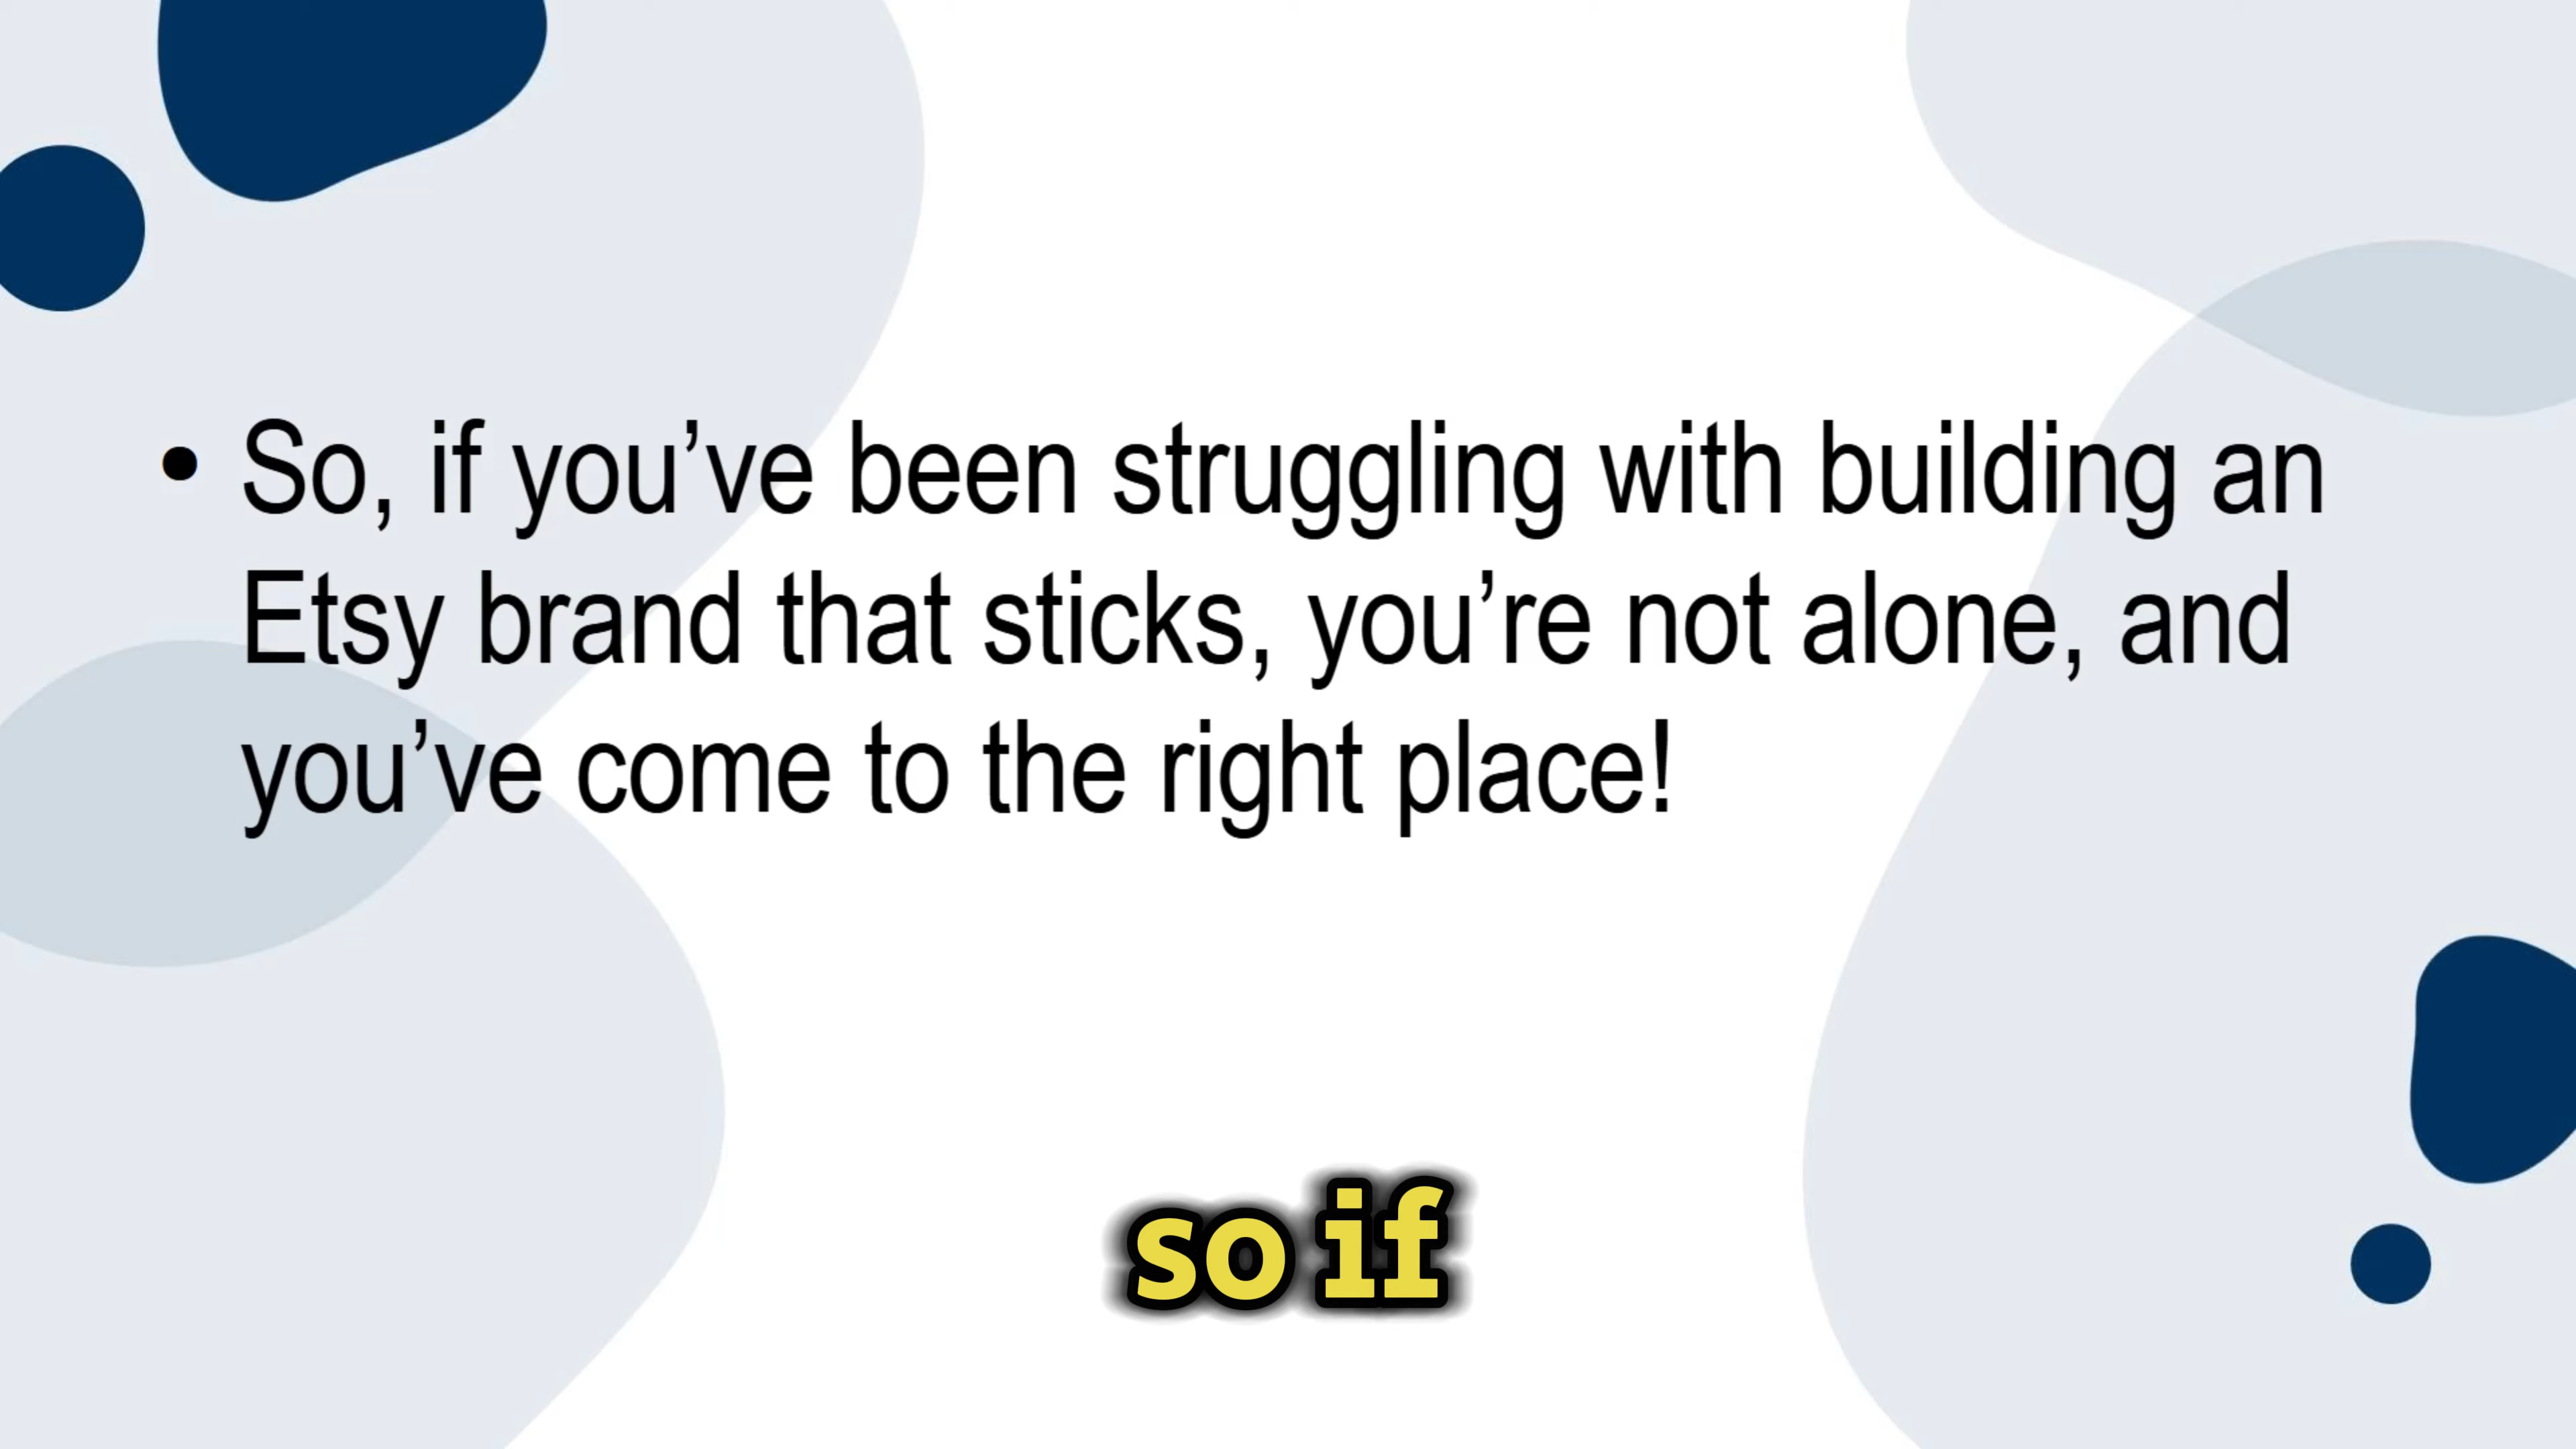 • So, if you’ve been struggling with building an
Etsy brand that sticks, you’re not alone, and
you’ve come to the right place!
so if